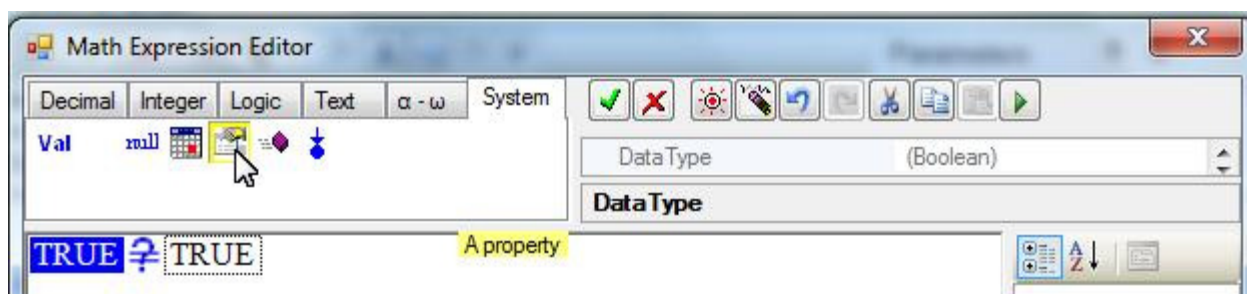 Math Expression Editor
Decimal Integer Logic Text α - ω System
Val null
DataType (Boolean)
DataType
TRUE TRUE
A property
A
Z